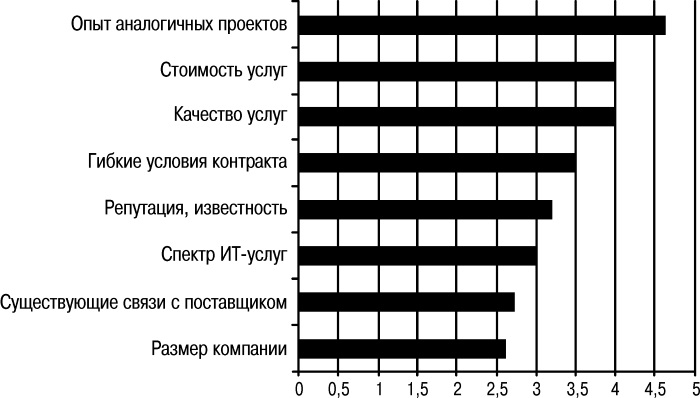 Опыт аналогичных проектов
Стоимость услуг
Качество услуг
Гибкие условия контракта
Репутация, известность
Спектр ИТ-услуг
Существующие связи с поставщиком
Размер компании
0 0,5 1 1,5 2 2,5 3 3,5 4 4,5 5